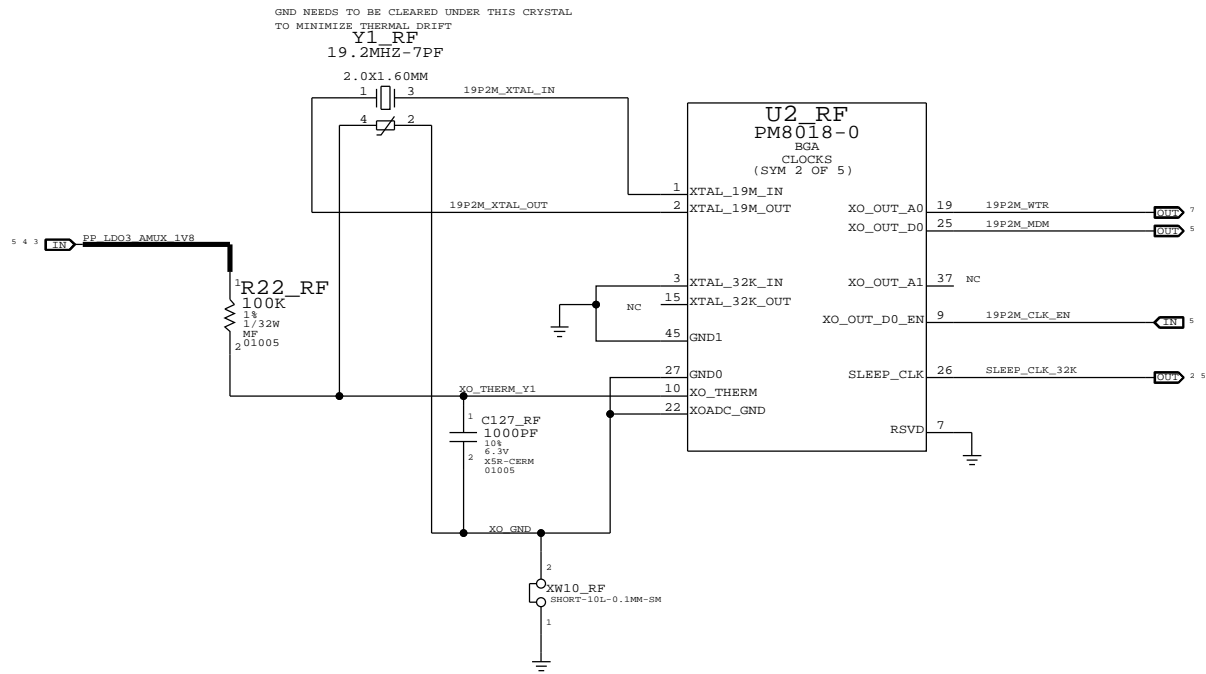 GND NEEDS TO BE CLEARED UNDER THIS CRYSTAL
TO MINIMIZE THERMAL DRIFT
Y1_RF
19.2MHZ-7PF
2.0X1.60MM
1 3 19P2M_XTAL_IN
4 2
U2_RF
PM8018-0
BGA
CLOCKS
(SYM 2 OF 5)
1 XTAL_19M_IN
19P2M_XTAL_OUT 2 XTAL_19M_OUT
XO_OUT_A0 19 19P2M_WTR OUT 7
XO_OUT_D0 25 19P2M_MDM OUT 5
5 4 3 IN PP_LDO3_AMUX_1V8
3 XTAL_32K_IN
XO_OUT_A1 37 NC
NC 15 XTAL_32K_OUT
XO_OUT_D0_EN 9 19P2M_CLK_EN IN 5
45 GND1
1
R22_RF
100K
1%
1/32W
MF
01005
2
27 GND0
SLEEP_CLK 26 SLEEP_CLK_32K OUT 2 5
XO_THERM_Y1 10 XO_THERM
22 XOADC_GND
RSVD 7
1
C127_RF
1000PF
10%
6.3V
X5R-CERM
01005
2
XO_GND
2
XW10_RF
SHORT-10L-0.1MM-SM
1